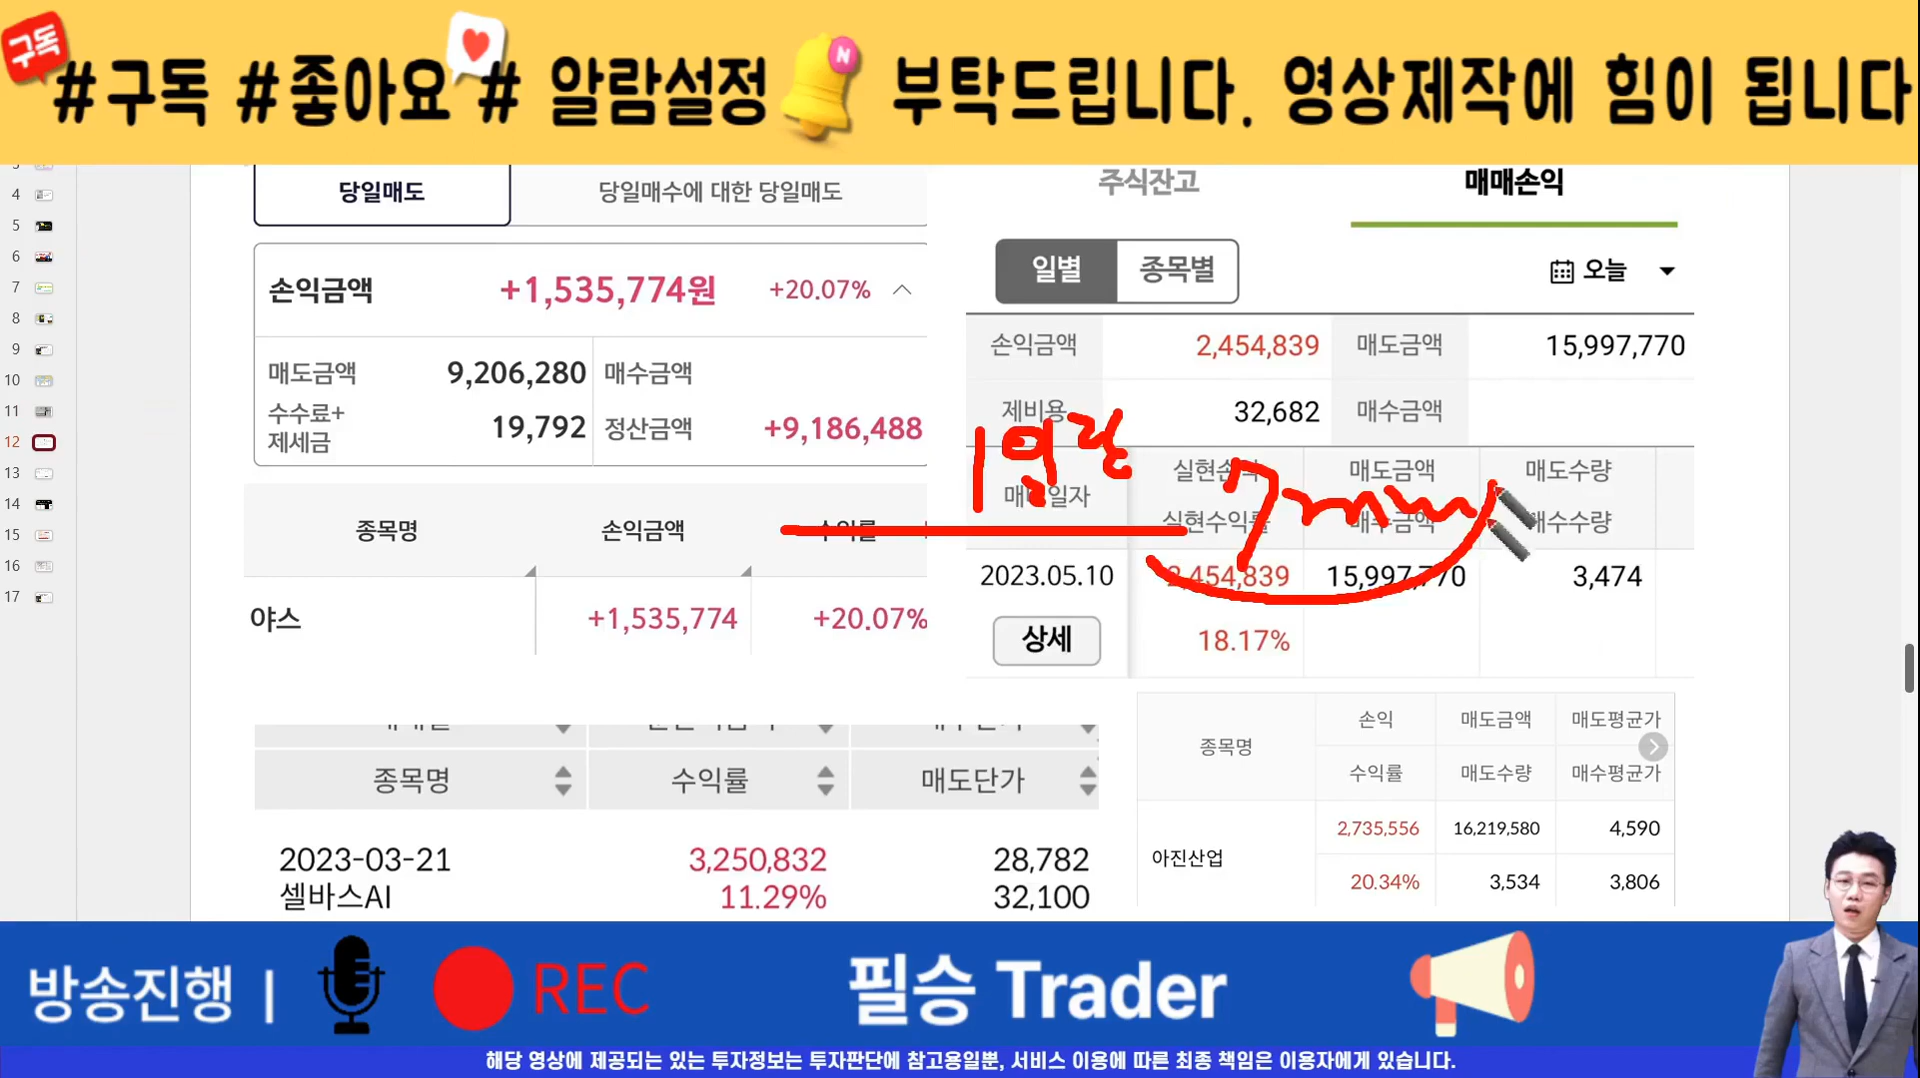 구독
#구독 #좋아요 # 알람설정 N 부탁드립니다. 영상제작에 힘이 됩니다
4
5
6
7
8
9
10
11
12
13
14
15
16
17
당일매도 당일매수에 대한 당일매도
손익금액 +1,535,774원 +20.07%
매도금액 9,206,280 매수금액
수수료+
제세금 19,792 정산금액 +9,186,488
종목명 손익금액 수익률
야스 +1,535,774 +20.07%
주식잔고 매매손익
일별 종목별 오늘
손익금액 2,454,839 매도금액 15,997,770
제비용 32,682 매수금액
실현손익 매도금액 매도수량
매매일자
실현수익률 매수금액 매수수량
2023.05.10 2,454,839 15,997,770 3,474
상세 18.17%
종목명 수익률 매도단가
2023-03-21 3,250,832 28,782
셀바스AI 11.29% 32,100
손익 매도금액 매도평균가
종목명
수익률 매도수량 매수평균가
2,735,556 16,219,580 4,590
아진산업
20.34% 3,534 3,806
방송진행 | REC 필승 Trader
해당 영상에 제공되는 있는 투자정보는 투자판단에 참고용일뿐, 서비스 이용에 따른 최종 책임은 이용자에게 있습니다.